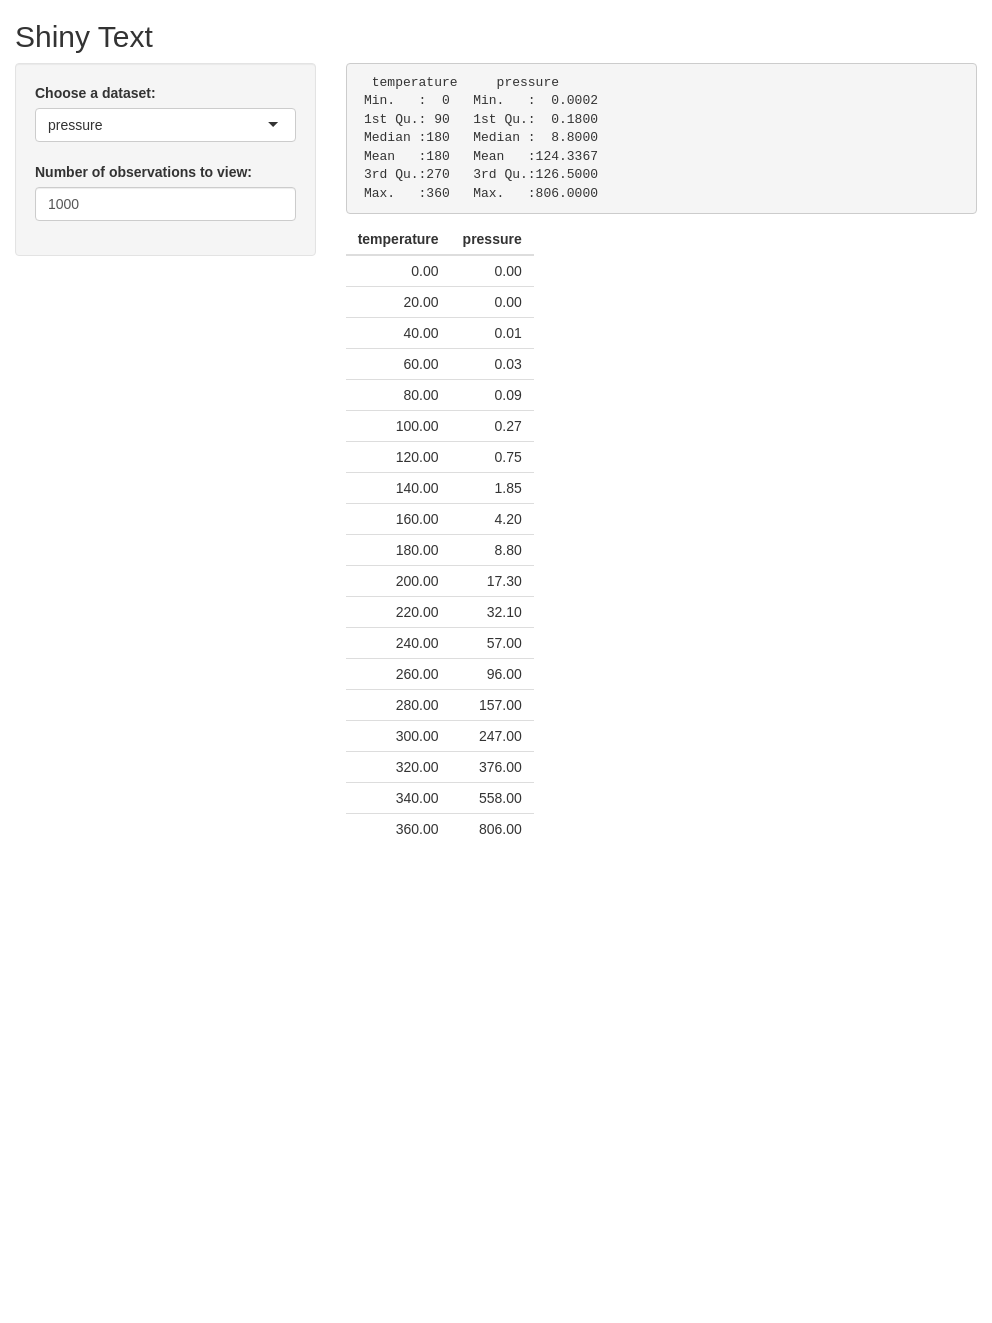 Shiny Text
Choose a dataset:
pressure
Number of observations to view:
1000
 temperature     pressure
Min.   :  0   Min.   :  0.0002
1st Qu.: 90   1st Qu.:  0.1800
Median :180   Median :  8.8000
Mean   :180   Mean   :124.3367
3rd Qu.:270   3rd Qu.:126.5000
Max.   :360   Max.   :806.0000
temperature pressure
0.00 0.00
20.00 0.00
40.00 0.01
60.00 0.03
80.00 0.09
100.00 0.27
120.00 0.75
140.00 1.85
160.00 4.20
180.00 8.80
200.00 17.30
220.00 32.10
240.00 57.00
260.00 96.00
280.00 157.00
300.00 247.00
320.00 376.00
340.00 558.00
360.00 806.00